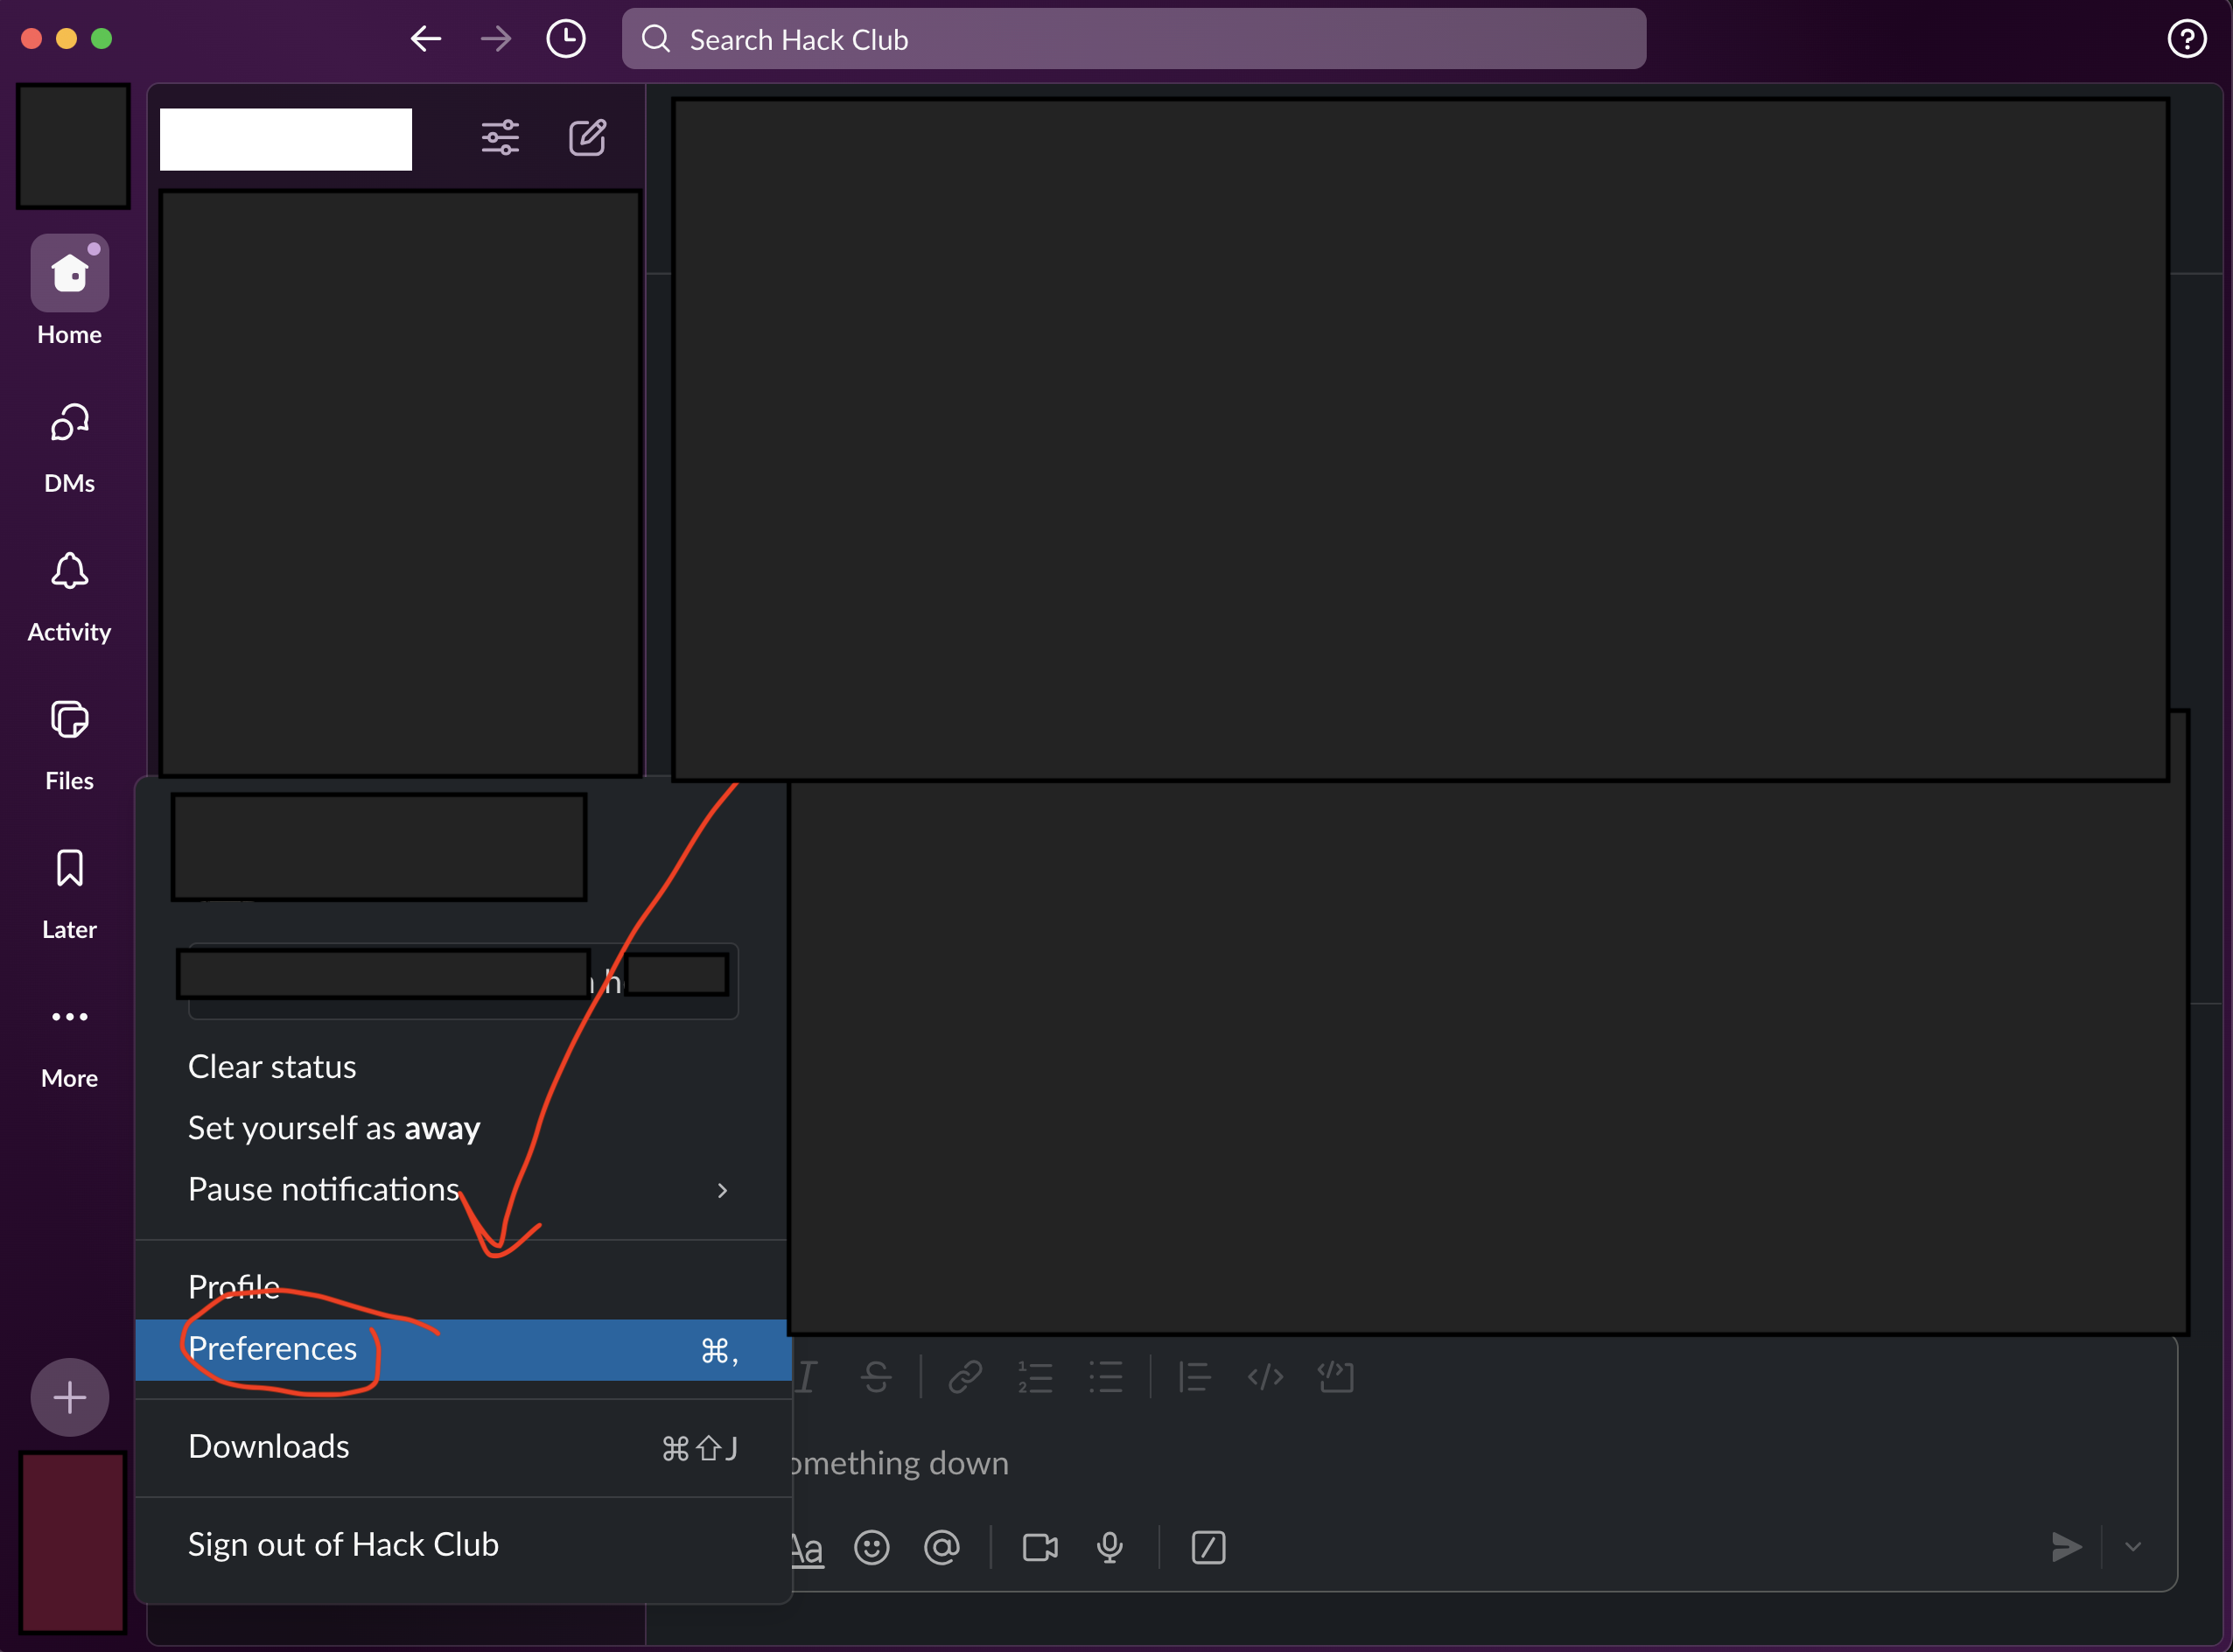 Search Hack Club
Home
DMs
Activity
Files
Later
More
h
Clear status
Set yourself as away
Pause notifications
Profile
Preferences ⌘,
Downloads ⌘⇧J
Sign out of Hack Club
omething down
Aa